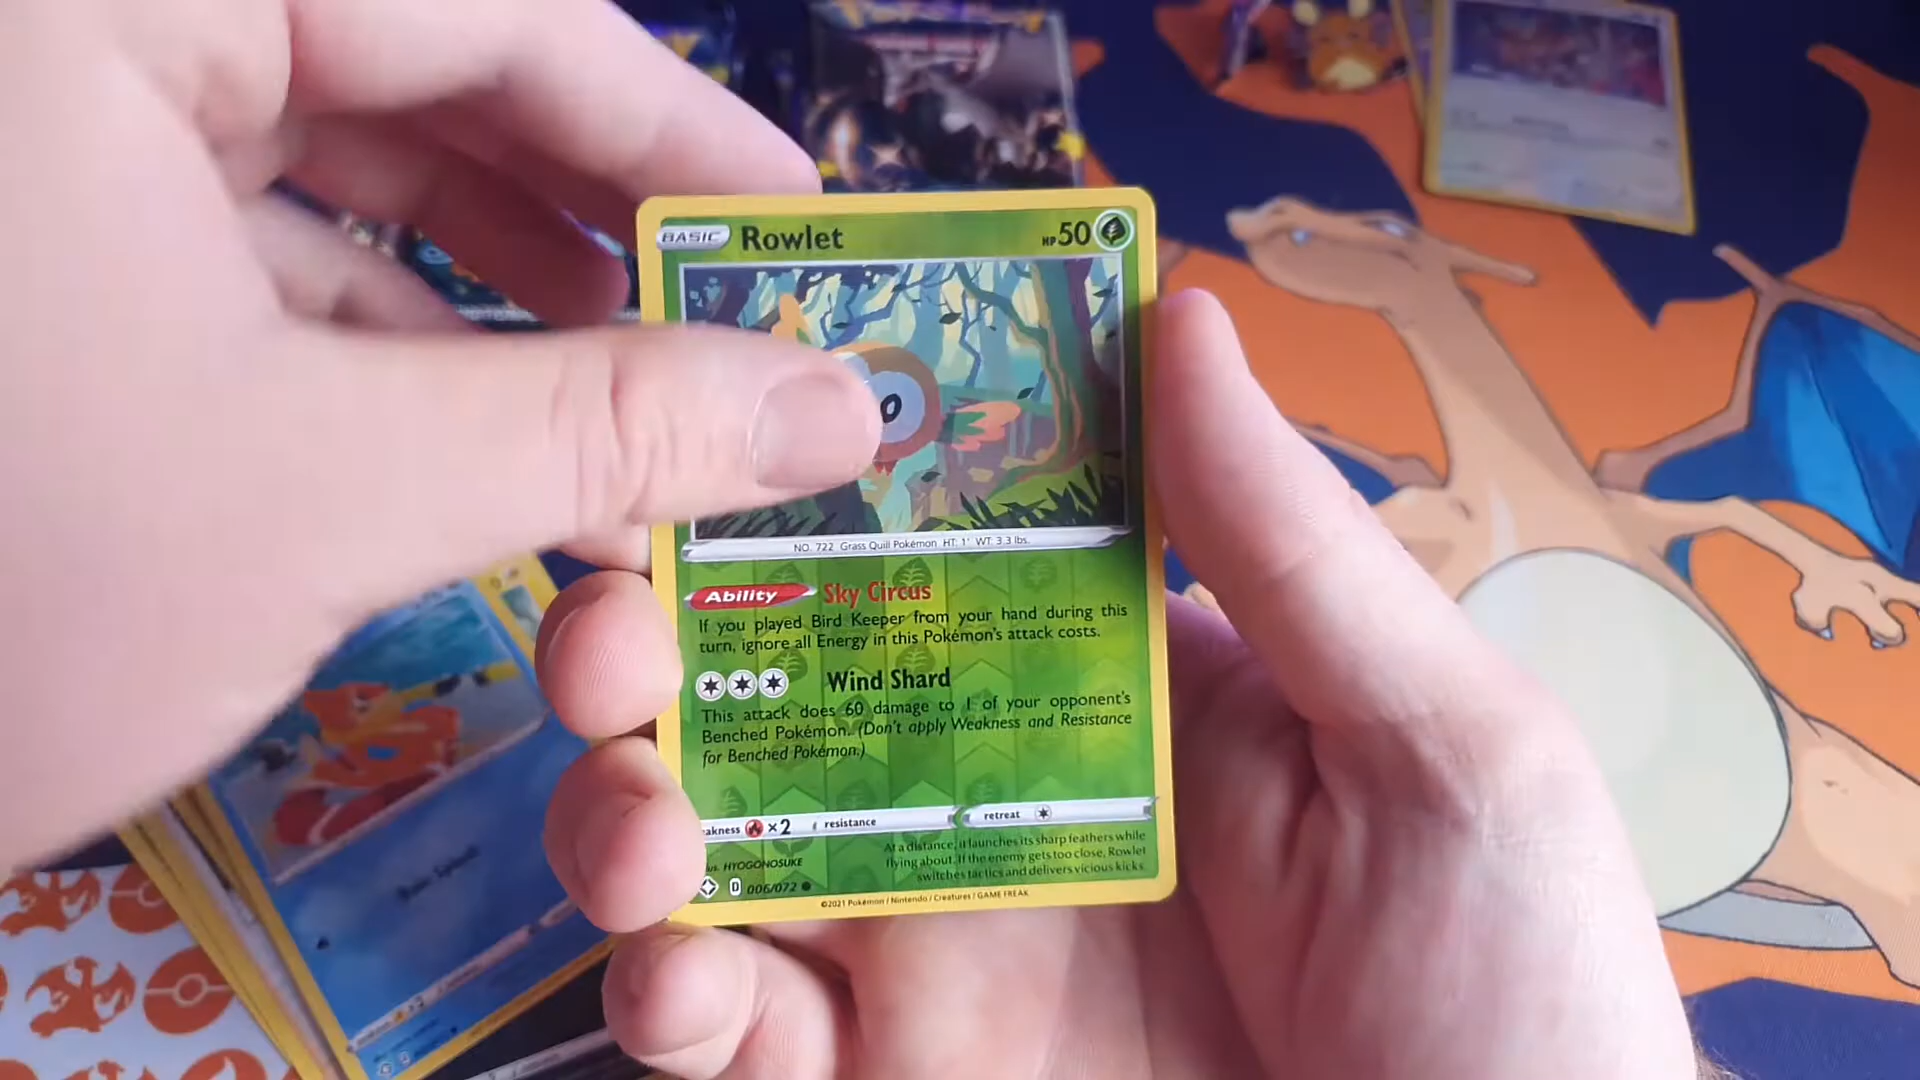 BASIC Rowlet HP 50
NO. 722 Grass Quill Pokémon HT: 1' WT: 3.3 lbs.
Ability Sky Circus
If you played Bird Keeper from your hand during this
turn, ignore all Energy in this Pokémon's attack costs.
Wind Shard
This attack does 60 damage to 1 of your opponent's
Benched Pokémon. (Don't apply Weakness and Resistance
for Benched Pokémon.)
akness ×2 resistance retreat
At a distance, it launches its sharp feathers while
flying about. If the enemy gets too close, Rowlet
switches tactics and delivers vicious kicks.
us. HYOGONOSUKE
D 006/072
©2021 Pokémon / Nintendo / Creatures / GAME FREAK